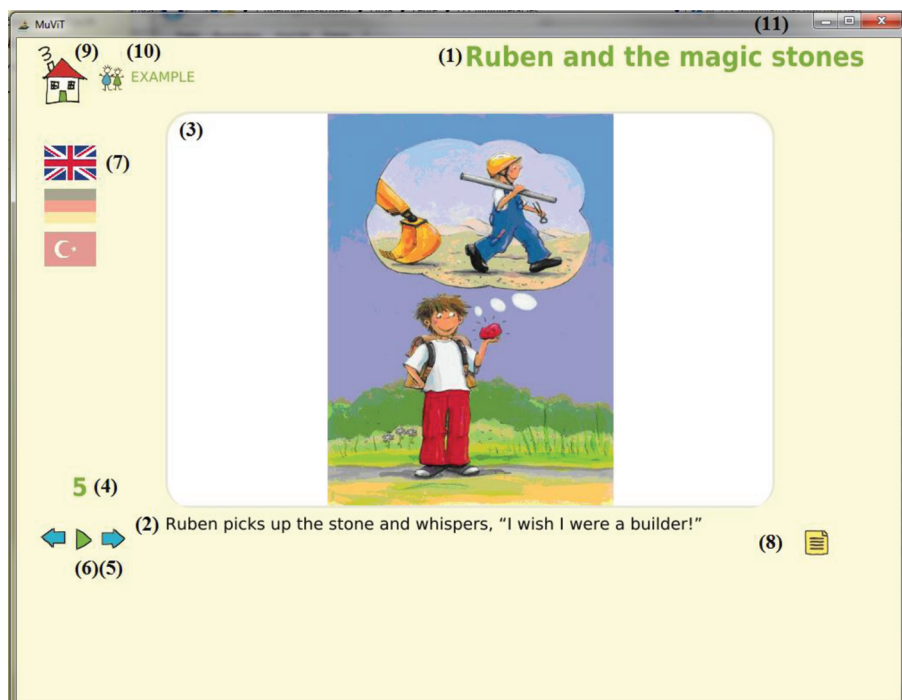 MuViT (11)
(9) (10)
EXAMPLE
(1) Ruben and the magic stones
(3)
(7)
5 (4)
(2) Ruben picks up the stone and whispers, “I wish I were a builder!”
(8)
(6)(5)